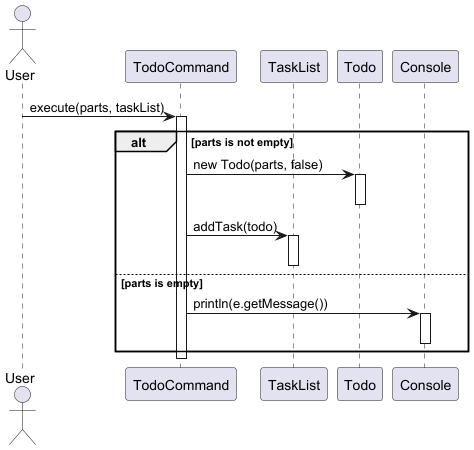 User
TodoCommand
TaskList
Todo
Console
execute(parts, taskList)
alt
[parts is not empty]
new Todo(parts, false)
addTask(todo)
[parts is empty]
println(e.getMessage())
User
TodoCommand
TaskList
Todo
Console